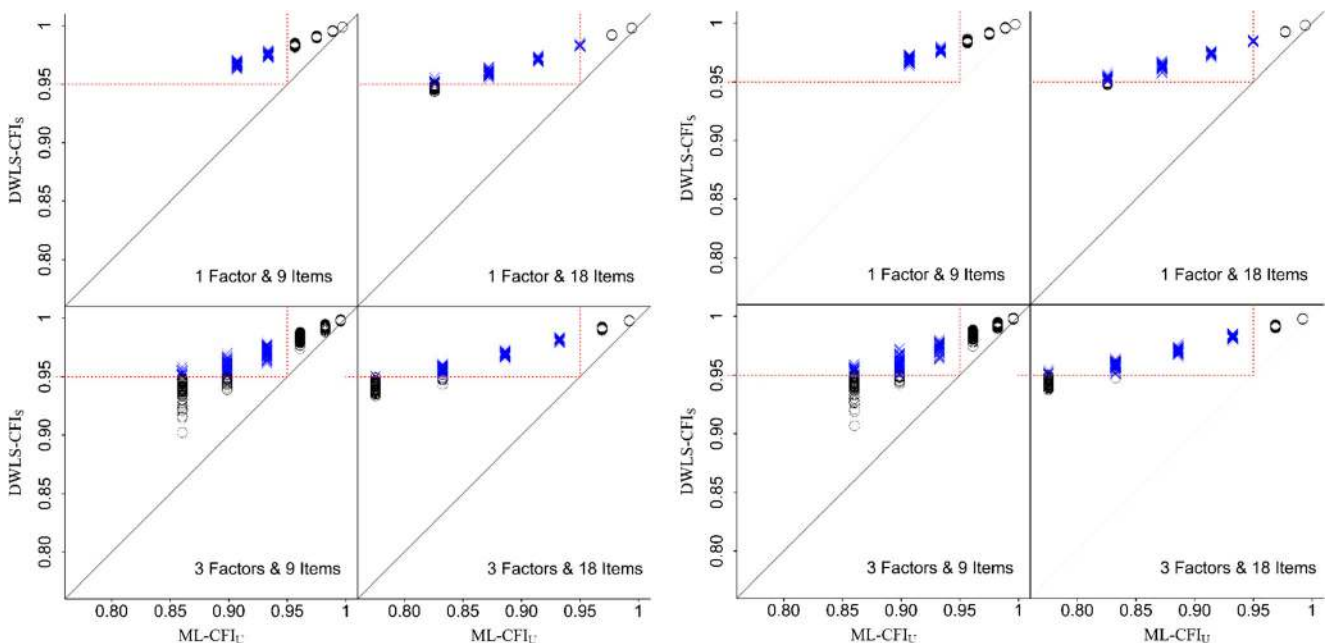 DWLS-CFIS
1
0.95
0.90
0.85
0.80
1 Factor & 9 Items
1 Factor & 18 Items
DWLS-CFIS
1
0.95
0.90
0.85
0.80
3 Factors & 9 Items
3 Factors & 18 Items
0.80 0.85 0.90 0.95 1 0.80 0.85 0.90 0.95 1
ML-CFIU ML-CFIU
DWLS-CFIS
1
0.95
0.90
0.85
0.80
1 Factor & 9 Items
1 Factor & 18 Items
DWLS-CFIS
1
0.95
0.90
0.85
0.80
3 Factors & 9 Items
3 Factors & 18 Items
0.80 0.85 0.90 0.95 1 0.80 0.85 0.90 0.95 1
ML-CFIU ML-CFIU